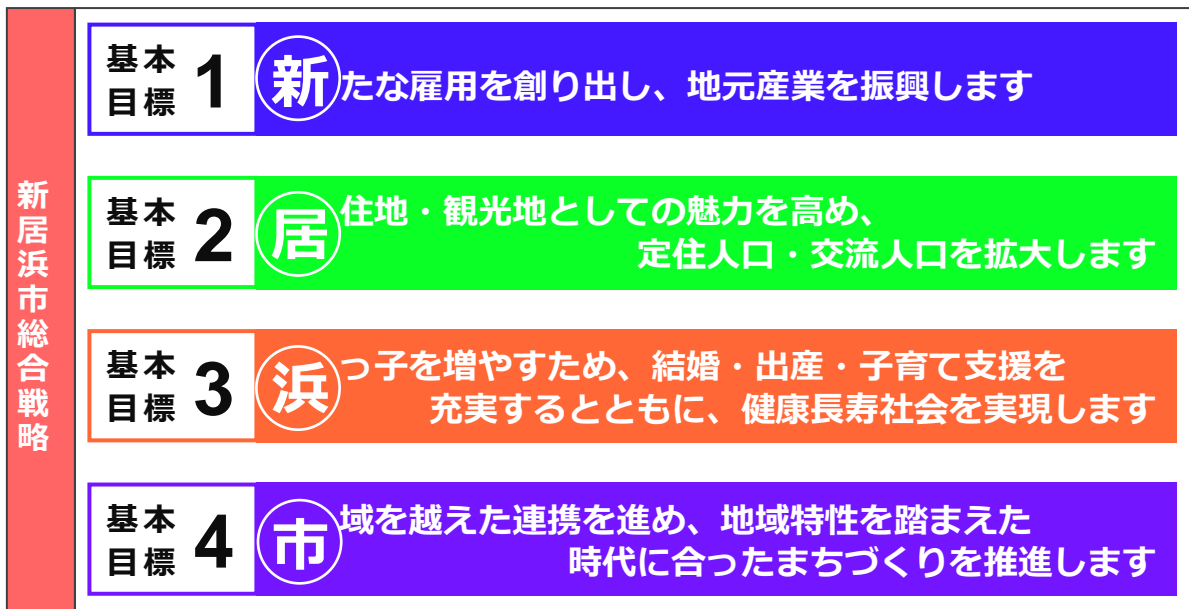 新居浜市総合戦略
基本目標 1
新たな雇用を創り出し、地元産業を振興します
基本目標 2
居住地・観光地としての魅力を高め、
定住人口・交流人口を拡大します
基本目標 3
浜っ子を増やすため、結婚・出産・子育て支援を
充実するとともに、健康長寿社会を実現します
基本目標 4
市域を越えた連携を進め、地域特性を踏まえた
時代に合ったまちづくりを推進します